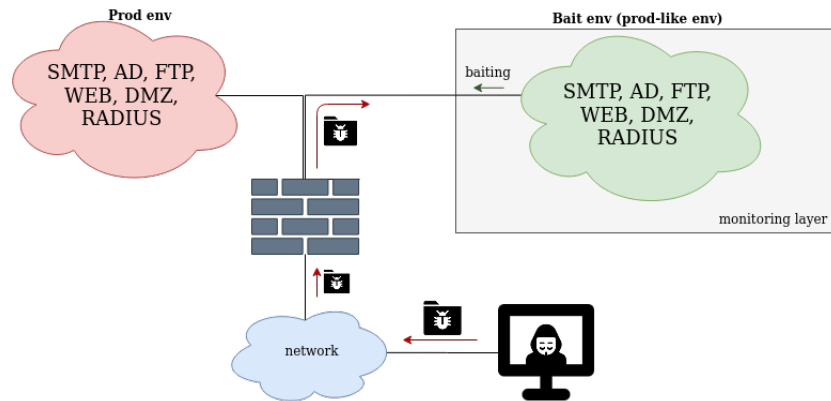 Prod env
SMTP, AD, FTP,
WEB, DMZ,
RADIUS
Bait env (prod-like env)
baiting
SMTP, AD, FTP,
WEB, DMZ,
RADIUS
monitoring layer
network